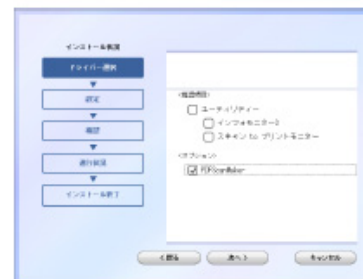 インストール状況
ドライバー選択
設定
確認
進行状況
インストール終了
<推奨項目>
ユーティリティー
インフォモニター2
スキャン to プリントモニター
<オプション>
PDFScanMaker
<戻る
次へ>
キャンセル